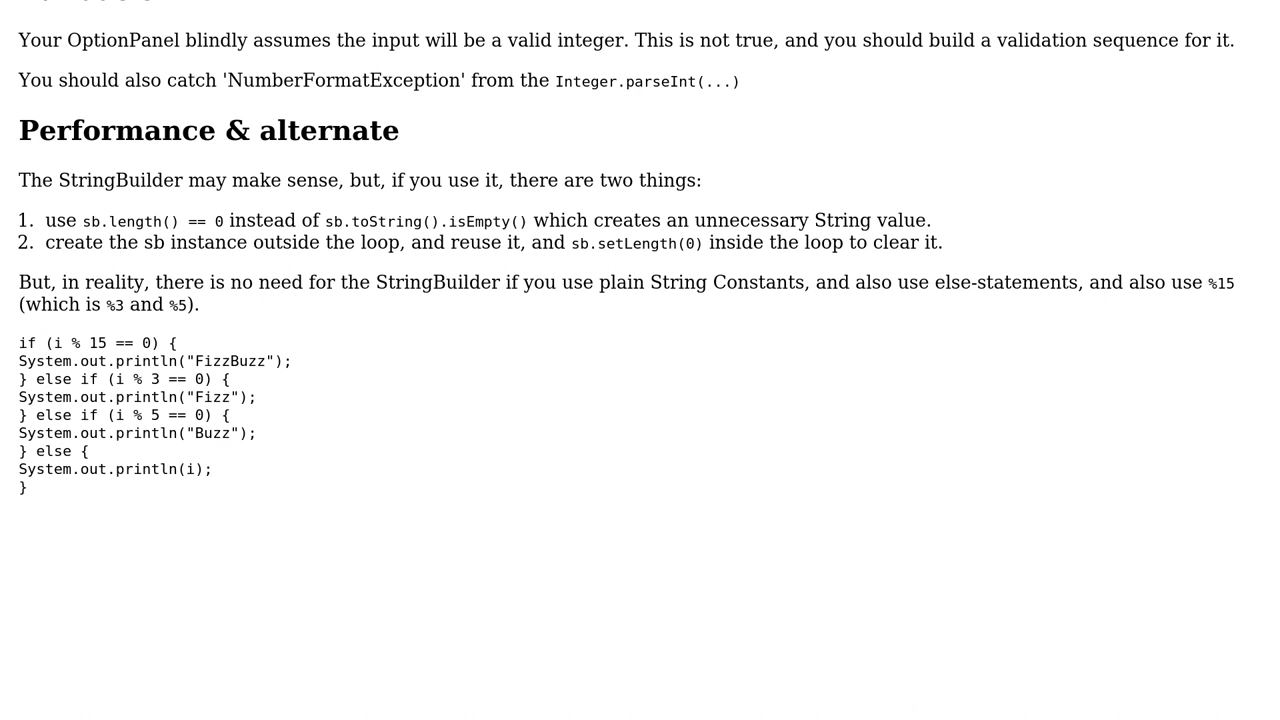 Your OptionPanel blindly assumes the input will be a valid integer. This is not true, and you should build a validation sequence for it.
You should also catch 'NumberFormatException' from the Integer.parseInt(...)
Performance & alternate
The StringBuilder may make sense, but, if you use it, there are two things:
1. use sb.length() == 0 instead of sb.toString().isEmpty() which creates an unnecessary String value.
2. create the sb instance outside the loop, and reuse it, and sb.setLength(0) inside the loop to clear it.
But, in reality, there is no need for the StringBuilder if you use plain String Constants, and also use else-statements, and also use %15
(which is %3 and %5).
if (i % 15 == 0) {
System.out.println("FizzBuzz");
} else if (i % 3 == 0) {
System.out.println("Fizz");
} else if (i % 5 == 0) {
System.out.println("Buzz");
} else {
System.out.println(i);
}